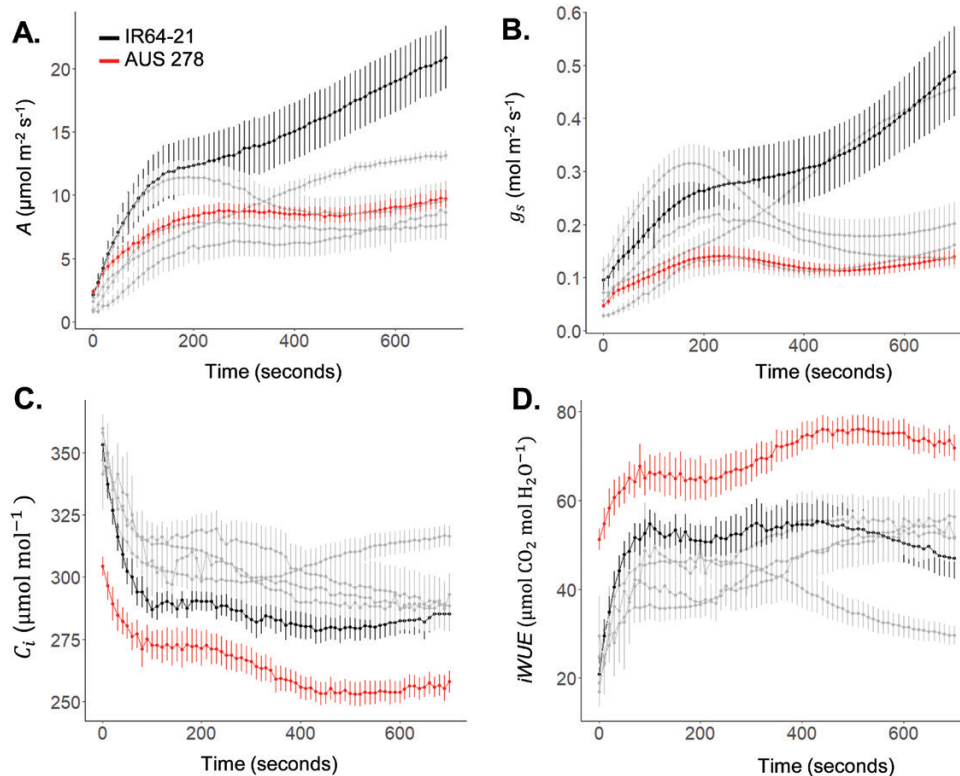 A.
IR64-21
AUS 278
A (μmol m-2 s-1)
20
15
10
5
0
0 200 400 600
Time (seconds)
B.
gs (mol m-2 s-1)
0.6
0.5
0.4
0.3
0.2
0.1
0.0
0 200 400 600
Time (seconds)
C.
Ci (μmol mol−1)
350
325
300
275
250
0 200 400 600
Time (seconds)
D.
iWUE (μmol CO2 mol H2O−1)
80
60
40
20
0 200 400 600
Time (seconds)